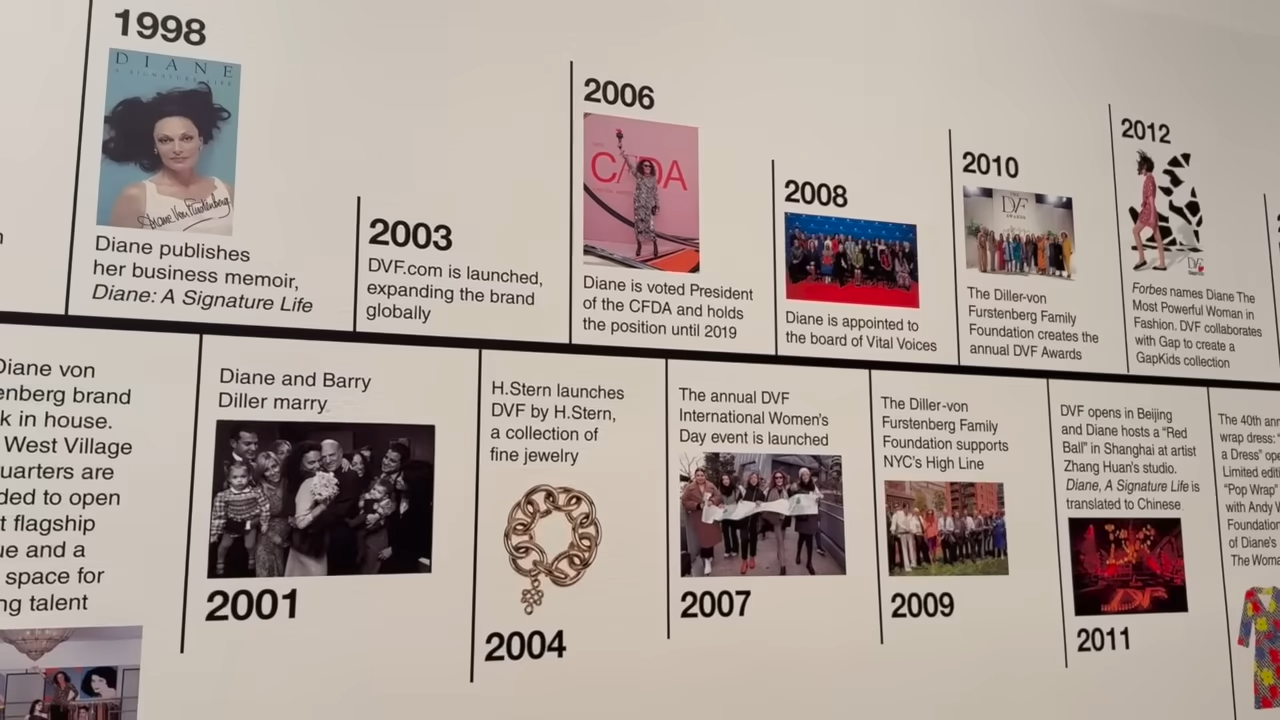 1998
DIANE
A SIGNATURE LIFE
Diane Von Furstenberg
Diane publishes
her business memoir,
Diane: A Signature Life
2003
DVF.com is launched,
expanding the brand
globally
2006
CFDA
Diane is voted President
of the CFDA and holds
the position until 2019
2008
Diane is appointed to
the board of Vital Voices
2010
THE
DVF
AWARDS
The Diller-von
Furstenberg Family
Foundation creates the
annual DVF Awards
2012
DVF
Forbes names Diane The
Most Powerful Woman in
Fashion. DVF collaborates
with Gap to create a
GapKids collection
Diane von
enberg brand
k in house.
West Village
uarters are
ded to open
t flagship
ue and a
space for
ng talent
Diane and Barry
Diller marry
2001
H.Stern launches
DVF by H.Stern,
a collection of
fine jewelry
2004
The annual DVF
International Women's
Day event is launched
2007
The Diller-von
Furstenberg Family
Foundation supports
NYC's High Line
2009
DVF opens in Beijing
and Diane hosts a “Red
Ball” in Shanghai at artist
Zhang Huan's studio.
Diane, A Signature Life is
translated to Chinese
DVF
2011
The 40th ann
wrap dress: "
a Dress" ope
Limited editi
"Pop Wrap"
with Andy W
Foundation
of Diane's
The Woma